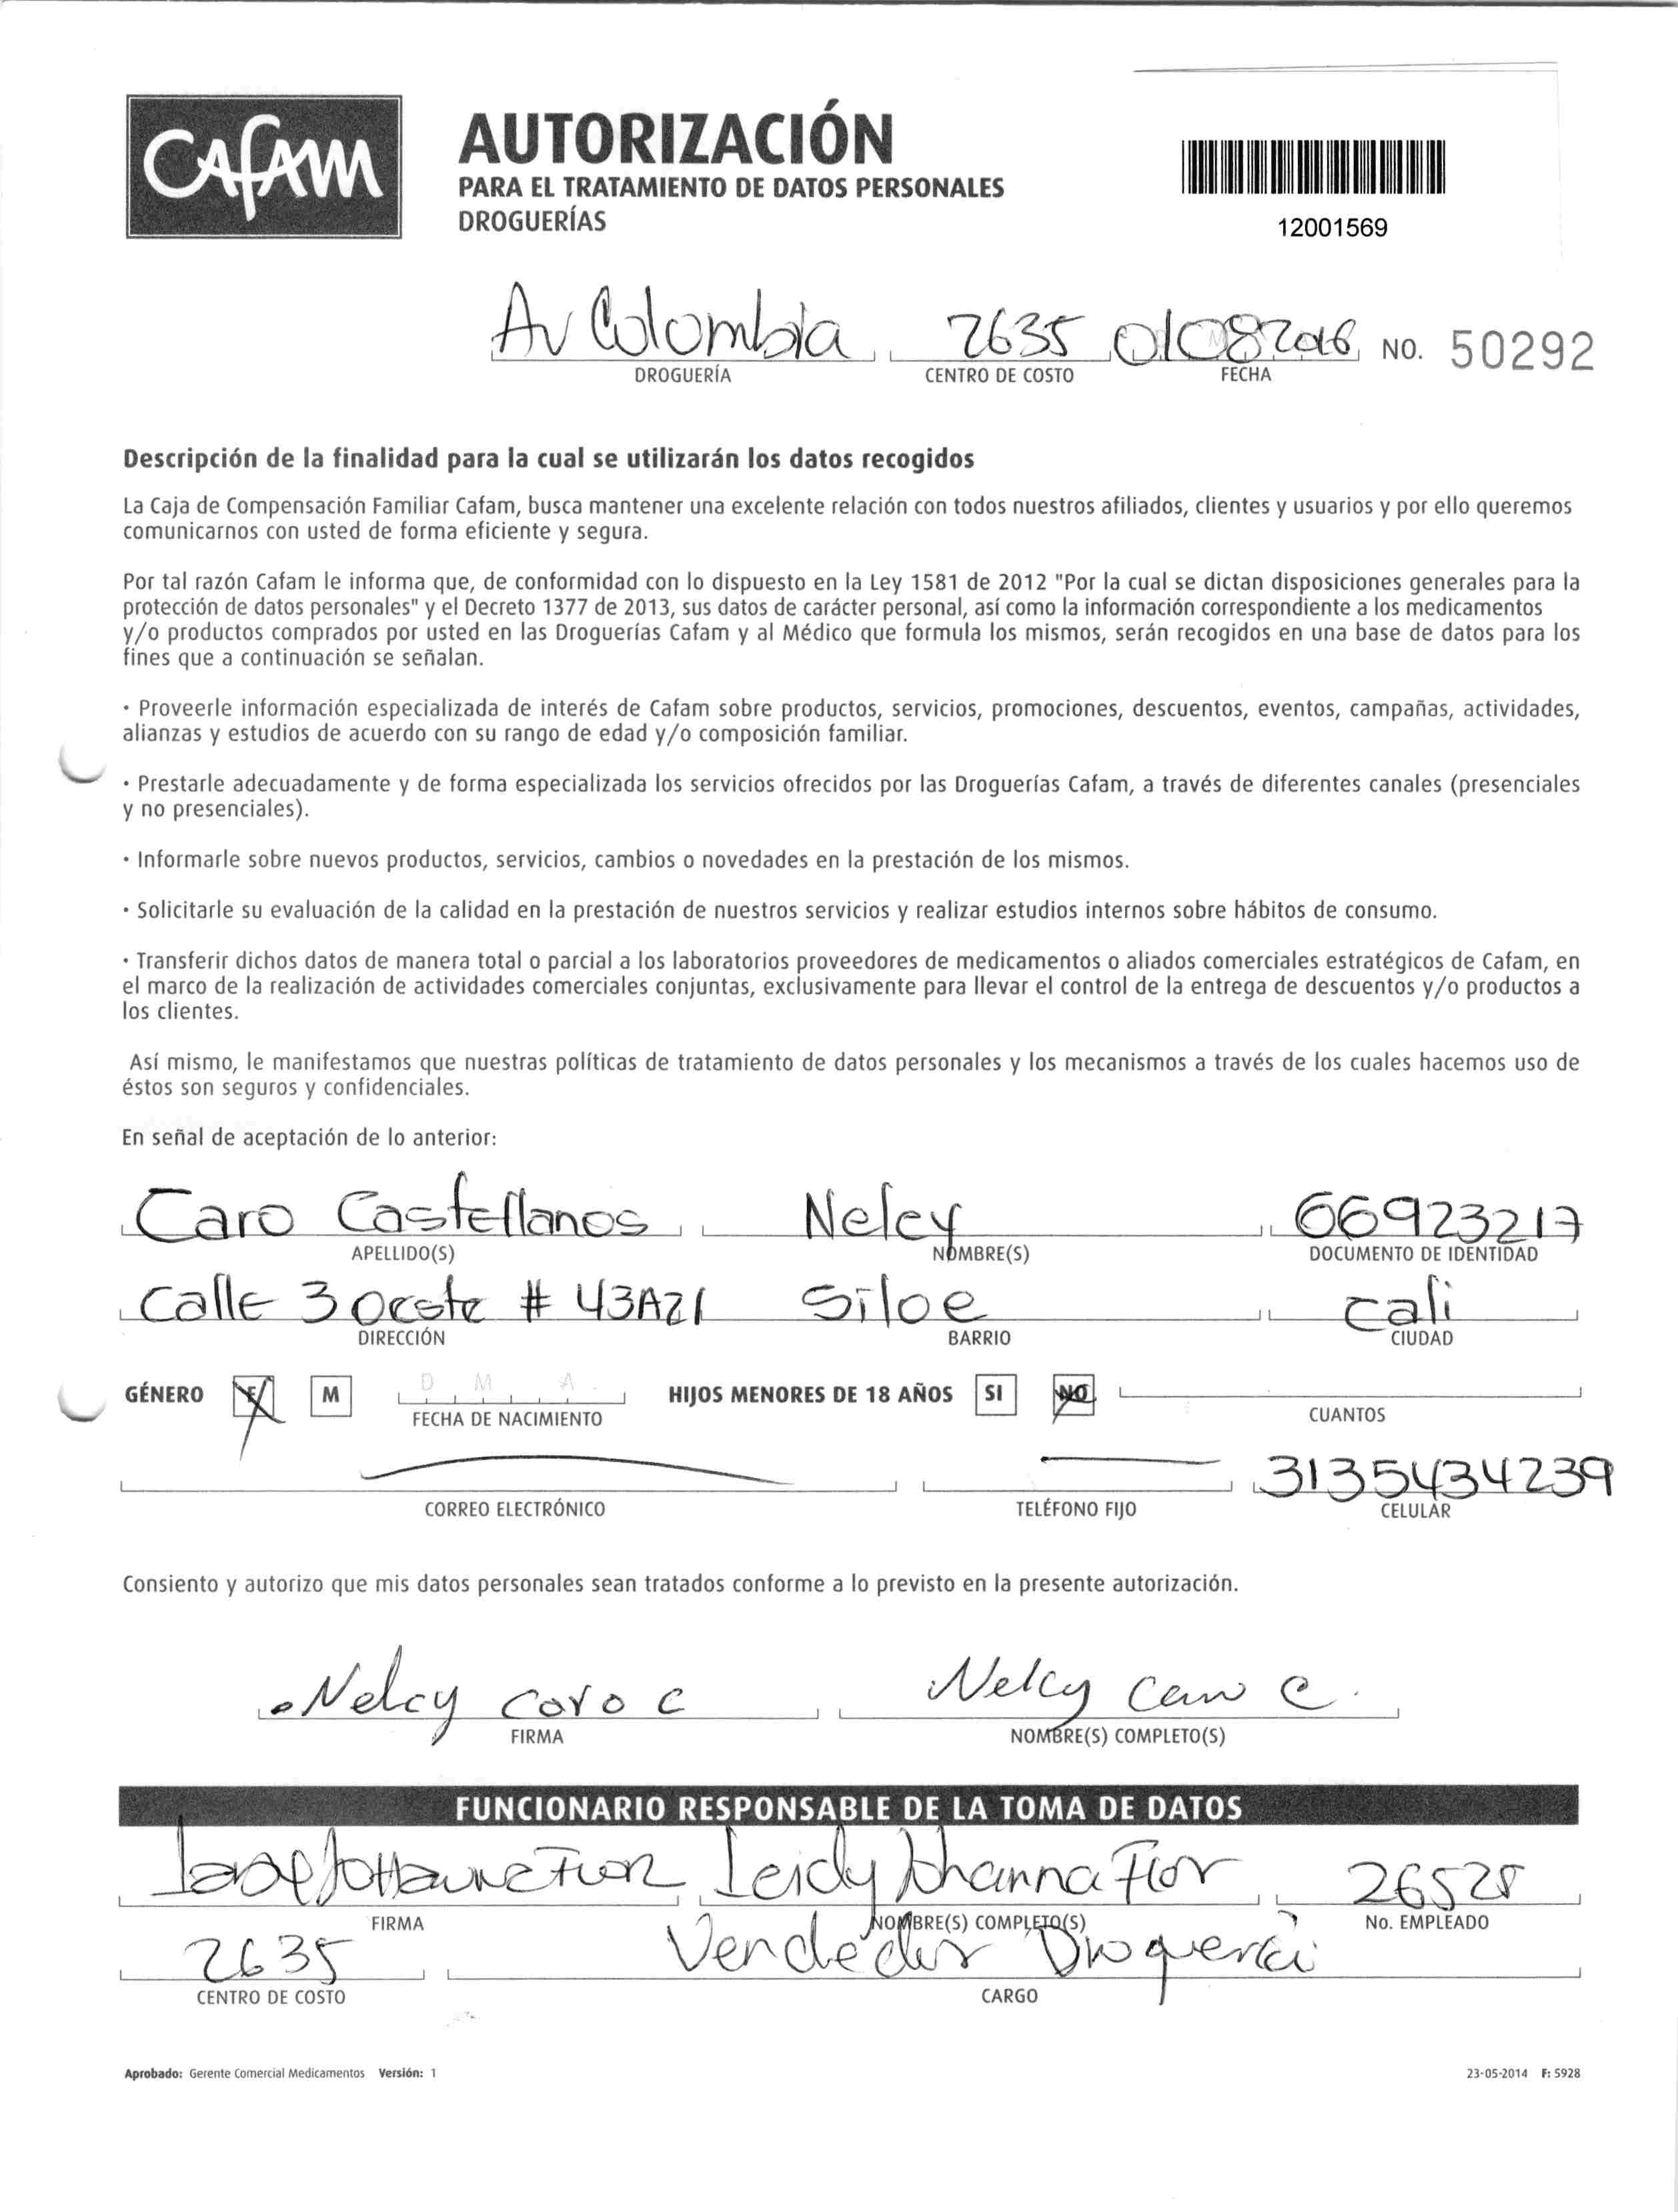 CAFAM
AUTORIZACIÓN
PARA EL TRATAMIENTO DE DATOS PERSONALES
DROGUERÍAS
12001569
Av Colombia 2635 01082016 NO. 50292
DROGUERÍA CENTRO DE COSTO FECHA
Descripción de la finalidad para la cual se utilizarán los datos recogidos
La Caja de Compensación Familiar Cafam, busca mantener una excelente relación con todos nuestros afiliados, clientes y usuarios y por ello queremos
comunicarnos con usted de forma eficiente y segura.
Por tal razón Cafam le informa que, de conformidad con lo dispuesto en la Ley 1581 de 2012 "Por la cual se dictan disposiciones generales para la
protección de datos personales" y el Decreto 1377 de 2013, sus datos de carácter personal, así como la información correspondiente a los medicamentos
y/o productos comprados por usted en las Droguerías Cafam y al Médico que formula los mismos, serán recogidos en una base de datos para los
fines que a continuación se señalan.
· Proveerle información especializada de interés de Cafam sobre productos, servicios, promociones, descuentos, eventos, campañas, actividades,
alianzas y estudios de acuerdo con su rango de edad y/o composición familiar.
· Prestarle adecuadamente y de forma especializada los servicios ofrecidos por las Droguerías Cafam, a través de diferentes canales (presenciales
y no presenciales).
· Informarle sobre nuevos productos, servicios, cambios o novedades en la prestación de los mismos.
· Solicitarle su evaluación de la calidad en la prestación de nuestros servicios y realizar estudios internos sobre hábitos de consumo.
· Transferir dichos datos de manera total o parcial a los laboratorios proveedores de medicamentos o aliados comerciales estratégicos de Cafam, en
el marco de la realización de actividades comerciales conjuntas, exclusivamente para llevar el control de la entrega de descuentos y/o productos a
los clientes.
Así mismo, le manifestamos que nuestras políticas de tratamiento de datos personales y los mecanismos a través de los cuales hacemos uso de
éstos son seguros y confidenciales.
En señal de aceptación de lo anterior:
Caro Castellanos Nelcy 66923217
APELLIDO(S) NOMBRE(S) DOCUMENTO DE IDENTIDAD
Calle 3 Oeste # 43A21 Siloe Cali
DIRECCIÓN BARRIO CIUDAD
GÉNERO F M D M A HIJOS MENORES DE 18 AÑOS SI NO
FECHA DE NACIMIENTO CUANTOS
3135434239
CORREO ELECTRÓNICO TELÉFONO FIJO CELULAR
Consiento y autorizo que mis datos personales sean tratados conforme a lo previsto en la presente autorización.
Nelcy Caro C Nelcy Caro C.
FIRMA NOMBRE(S) COMPLETO(S)
FUNCIONARIO RESPONSABLE DE LA TOMA DE DATOS
Leidy Johanna Flor 26528
FIRMA NOMBRE(S) COMPLETO(S) No. EMPLEADO
2635 Vendedor Drogueria
CENTRO DE COSTO CARGO
Aprobado: Gerente Comercial Medicamentos Versión: 1 23-05-2014 F: 5928